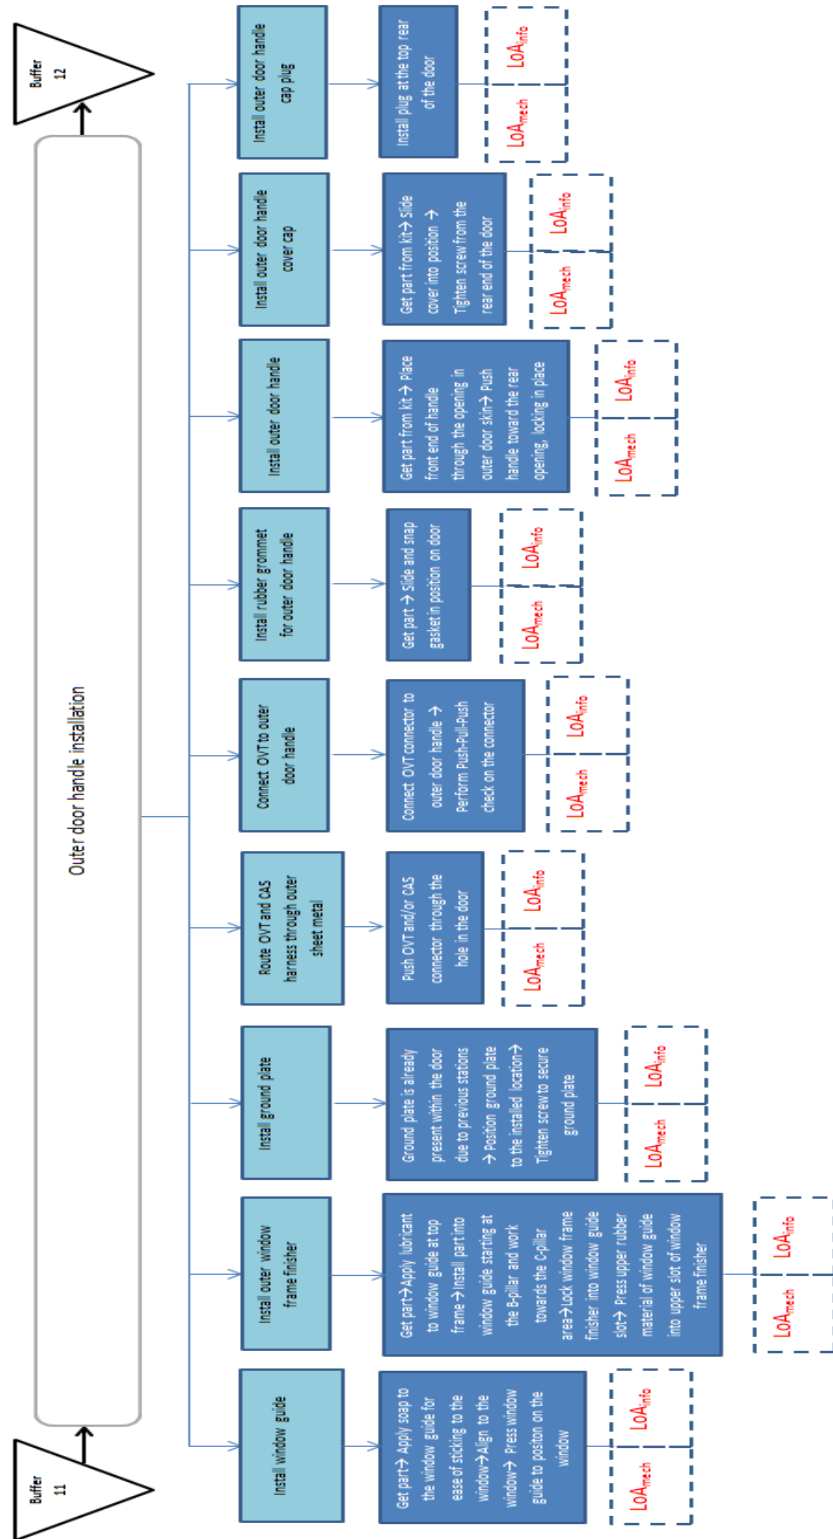 Buffer
11
Outer door handle installation
Buffer
12
Install window guide
Get part→ Apply soap to
the window guide for
ease of sticking to the
window→Align to the
window→ Press window
guide to positon on the
window
LoAmech
LoAinfo
Install outer window
frame finisher
Get part→Apply lubricant
to window guide at top
frame →Install part into
window guide starting at
the B-pillar and work
towards the C-pillar
area→Lock window frame
finisher into window guide
slot→ Press upper rubber
material of window guide
into upper slot of window
frame finisher
LoAmech
LoAinfo
Install ground plate
Ground plate is already
present within the door
due to previous stations
→ Position ground plate
to the installed location→
Tighten screw to secure
ground plate
LoAmech
LoAinfo
Route OVT and CAS
harness through outer
sheet metal
Push OVT and/or CAS
connector through the
hole in the door
LoAmech
LoAinfo
Connect OVT to outer
door handle
Connect OVT connector to
outer door handle →
Perform Push-Pull-Push
check on the connector
LoAmech
LoAinfo
Install rubber grommet
for outer door handle
Get part → Slide and snap
gasket in position on door
LoAmech
LoAinfo
Install outer door handle
Get part from kit→ Place
front end of handle
through the opening in
outer door skin→ Push
handle toward the rear
opening, locking in place
LoAmech
LoAinfo
Install outer door handle
cover cap
Get part from kit→ Slide
cover into position →
Tighten screw from the
rear end of the door
LoAmech
LoAinfo
Install outer door handle
cap plug
Install plug at the top rear
of the door
LoAmech
LoAinfo